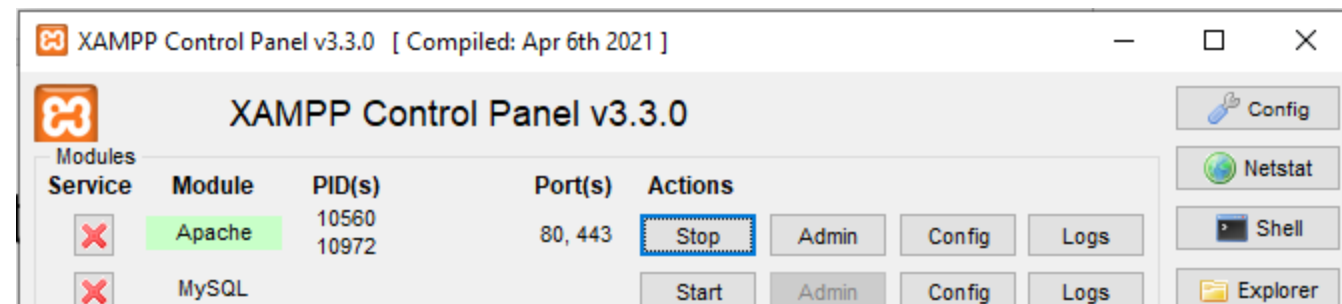 XAMPP Control Panel v3.3.0 [ Compiled: Apr 6th 2021 ]
XAMPP Control Panel v3.3.0
Config
Modules
Netstat
Service Module PID(s) Port(s) Actions
Apache 10560 10972 80, 443 Stop Admin Config Logs
Shell
MySQL Start Admin Config Logs
Explorer